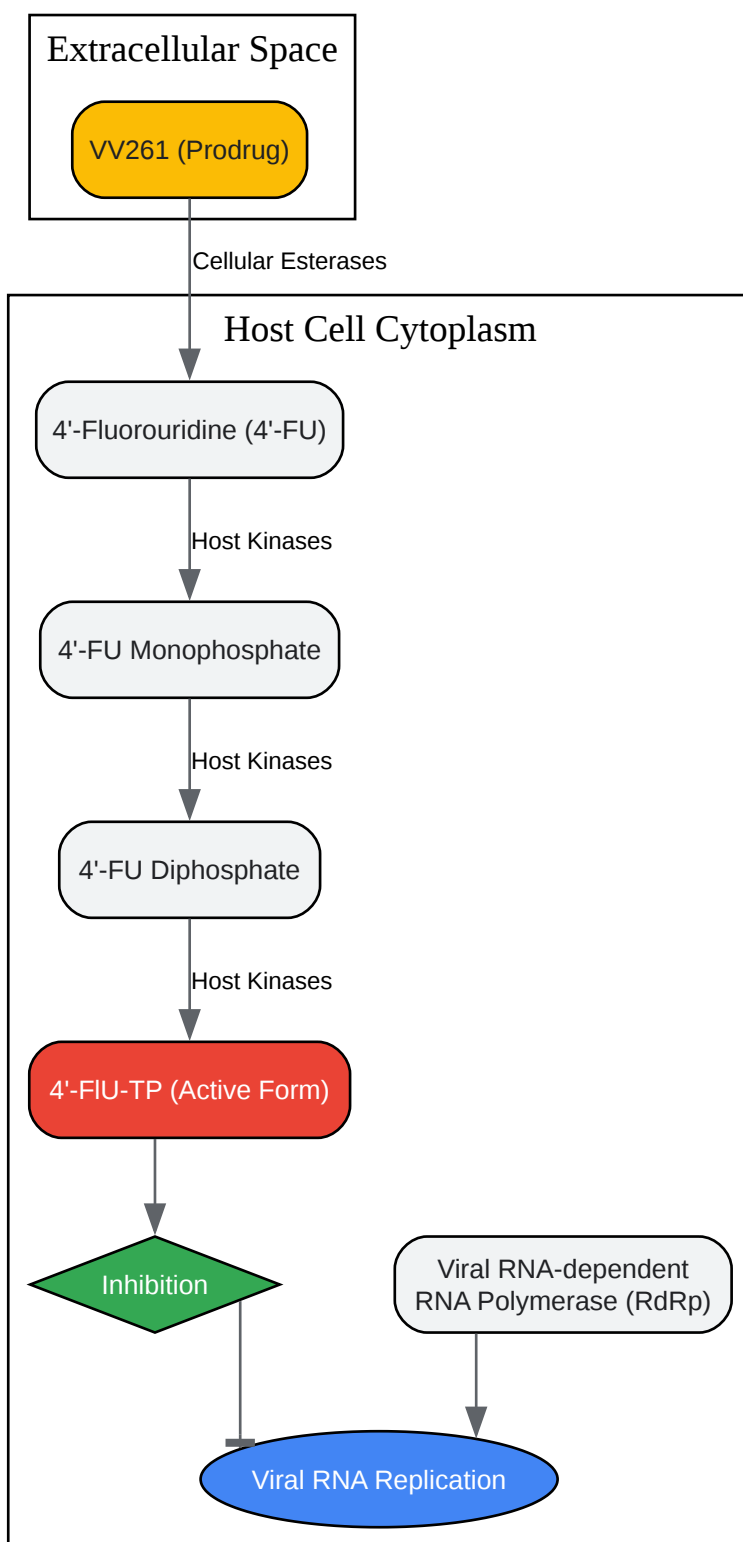 Extracellular Space
VV261 (Prodrug)
Cellular Esterases
Host Cell Cytoplasm
4'-Fluorouridine (4'-FU)
Host Kinases
4'-FU Monophosphate
Host Kinases
4'-FU Diphosphate
Host Kinases
4'-FlU-TP (Active Form)
Inhibition
Viral RNA-dependent
RNA Polymerase (RdRp)
Viral RNA Replication